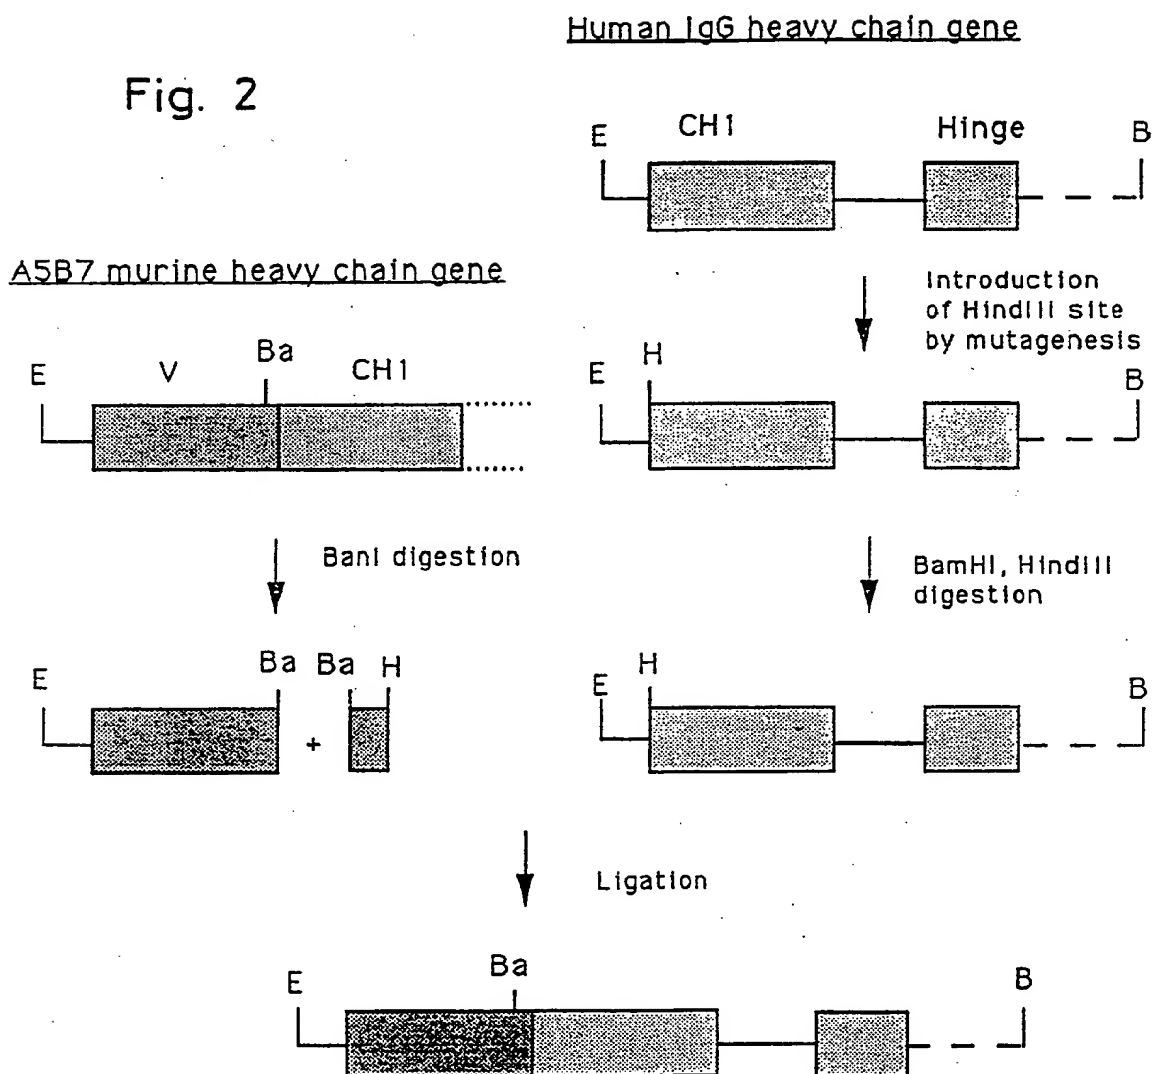 Human IgG heavy chain gene
Fig. 2
E
CH1
Hinge
B
A5B7 murine heavy chain gene
Introduction
of HindIII site
by mutagenesis
E
V
Ba
CH1
E
H
B
BanI digestion
BamHI, HindIII
digestion
E
Ba
Ba
H
+
E
H
B
Ligation
E
Ba
B